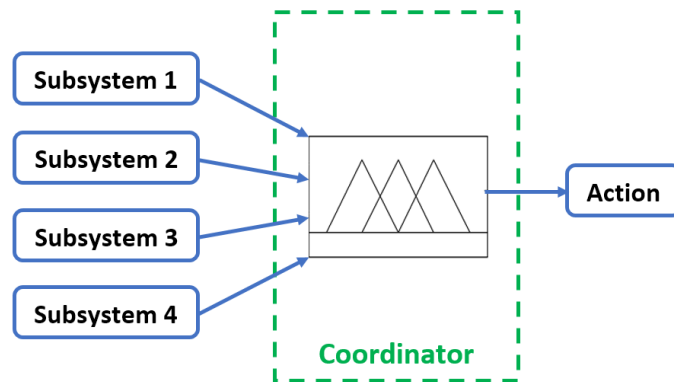 Subsystem 1
Subsystem 2
Subsystem 3
Subsystem 4
Action
Coordinator